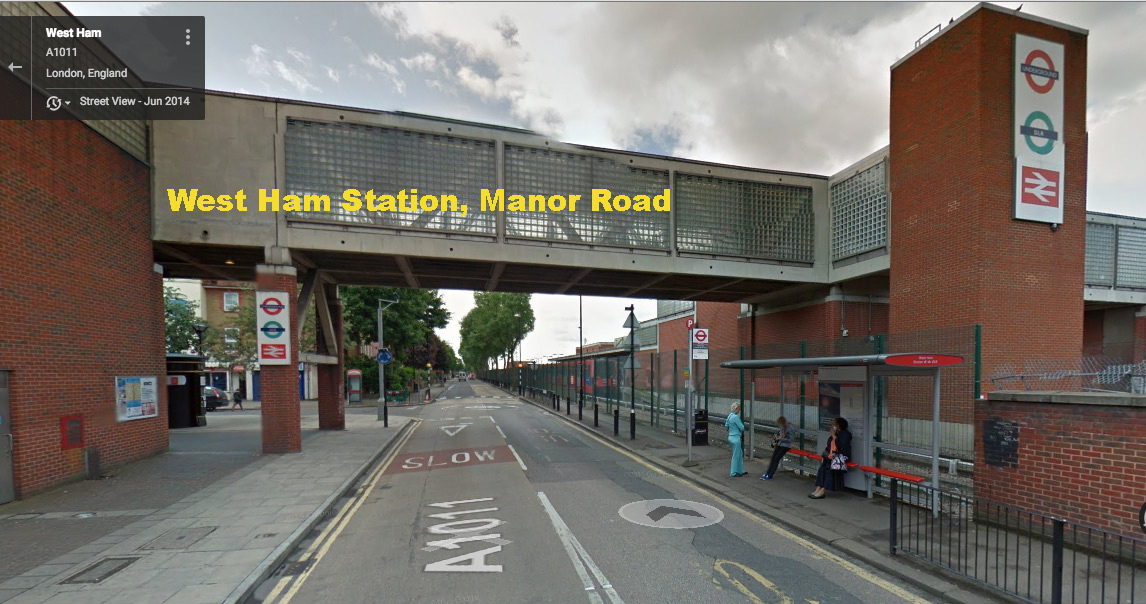 West Ham
A1011
London, England
Street View - Jun 2014
West Ham Station, Manor Road
UNDERGROUND
DLR
SLOW
A1011